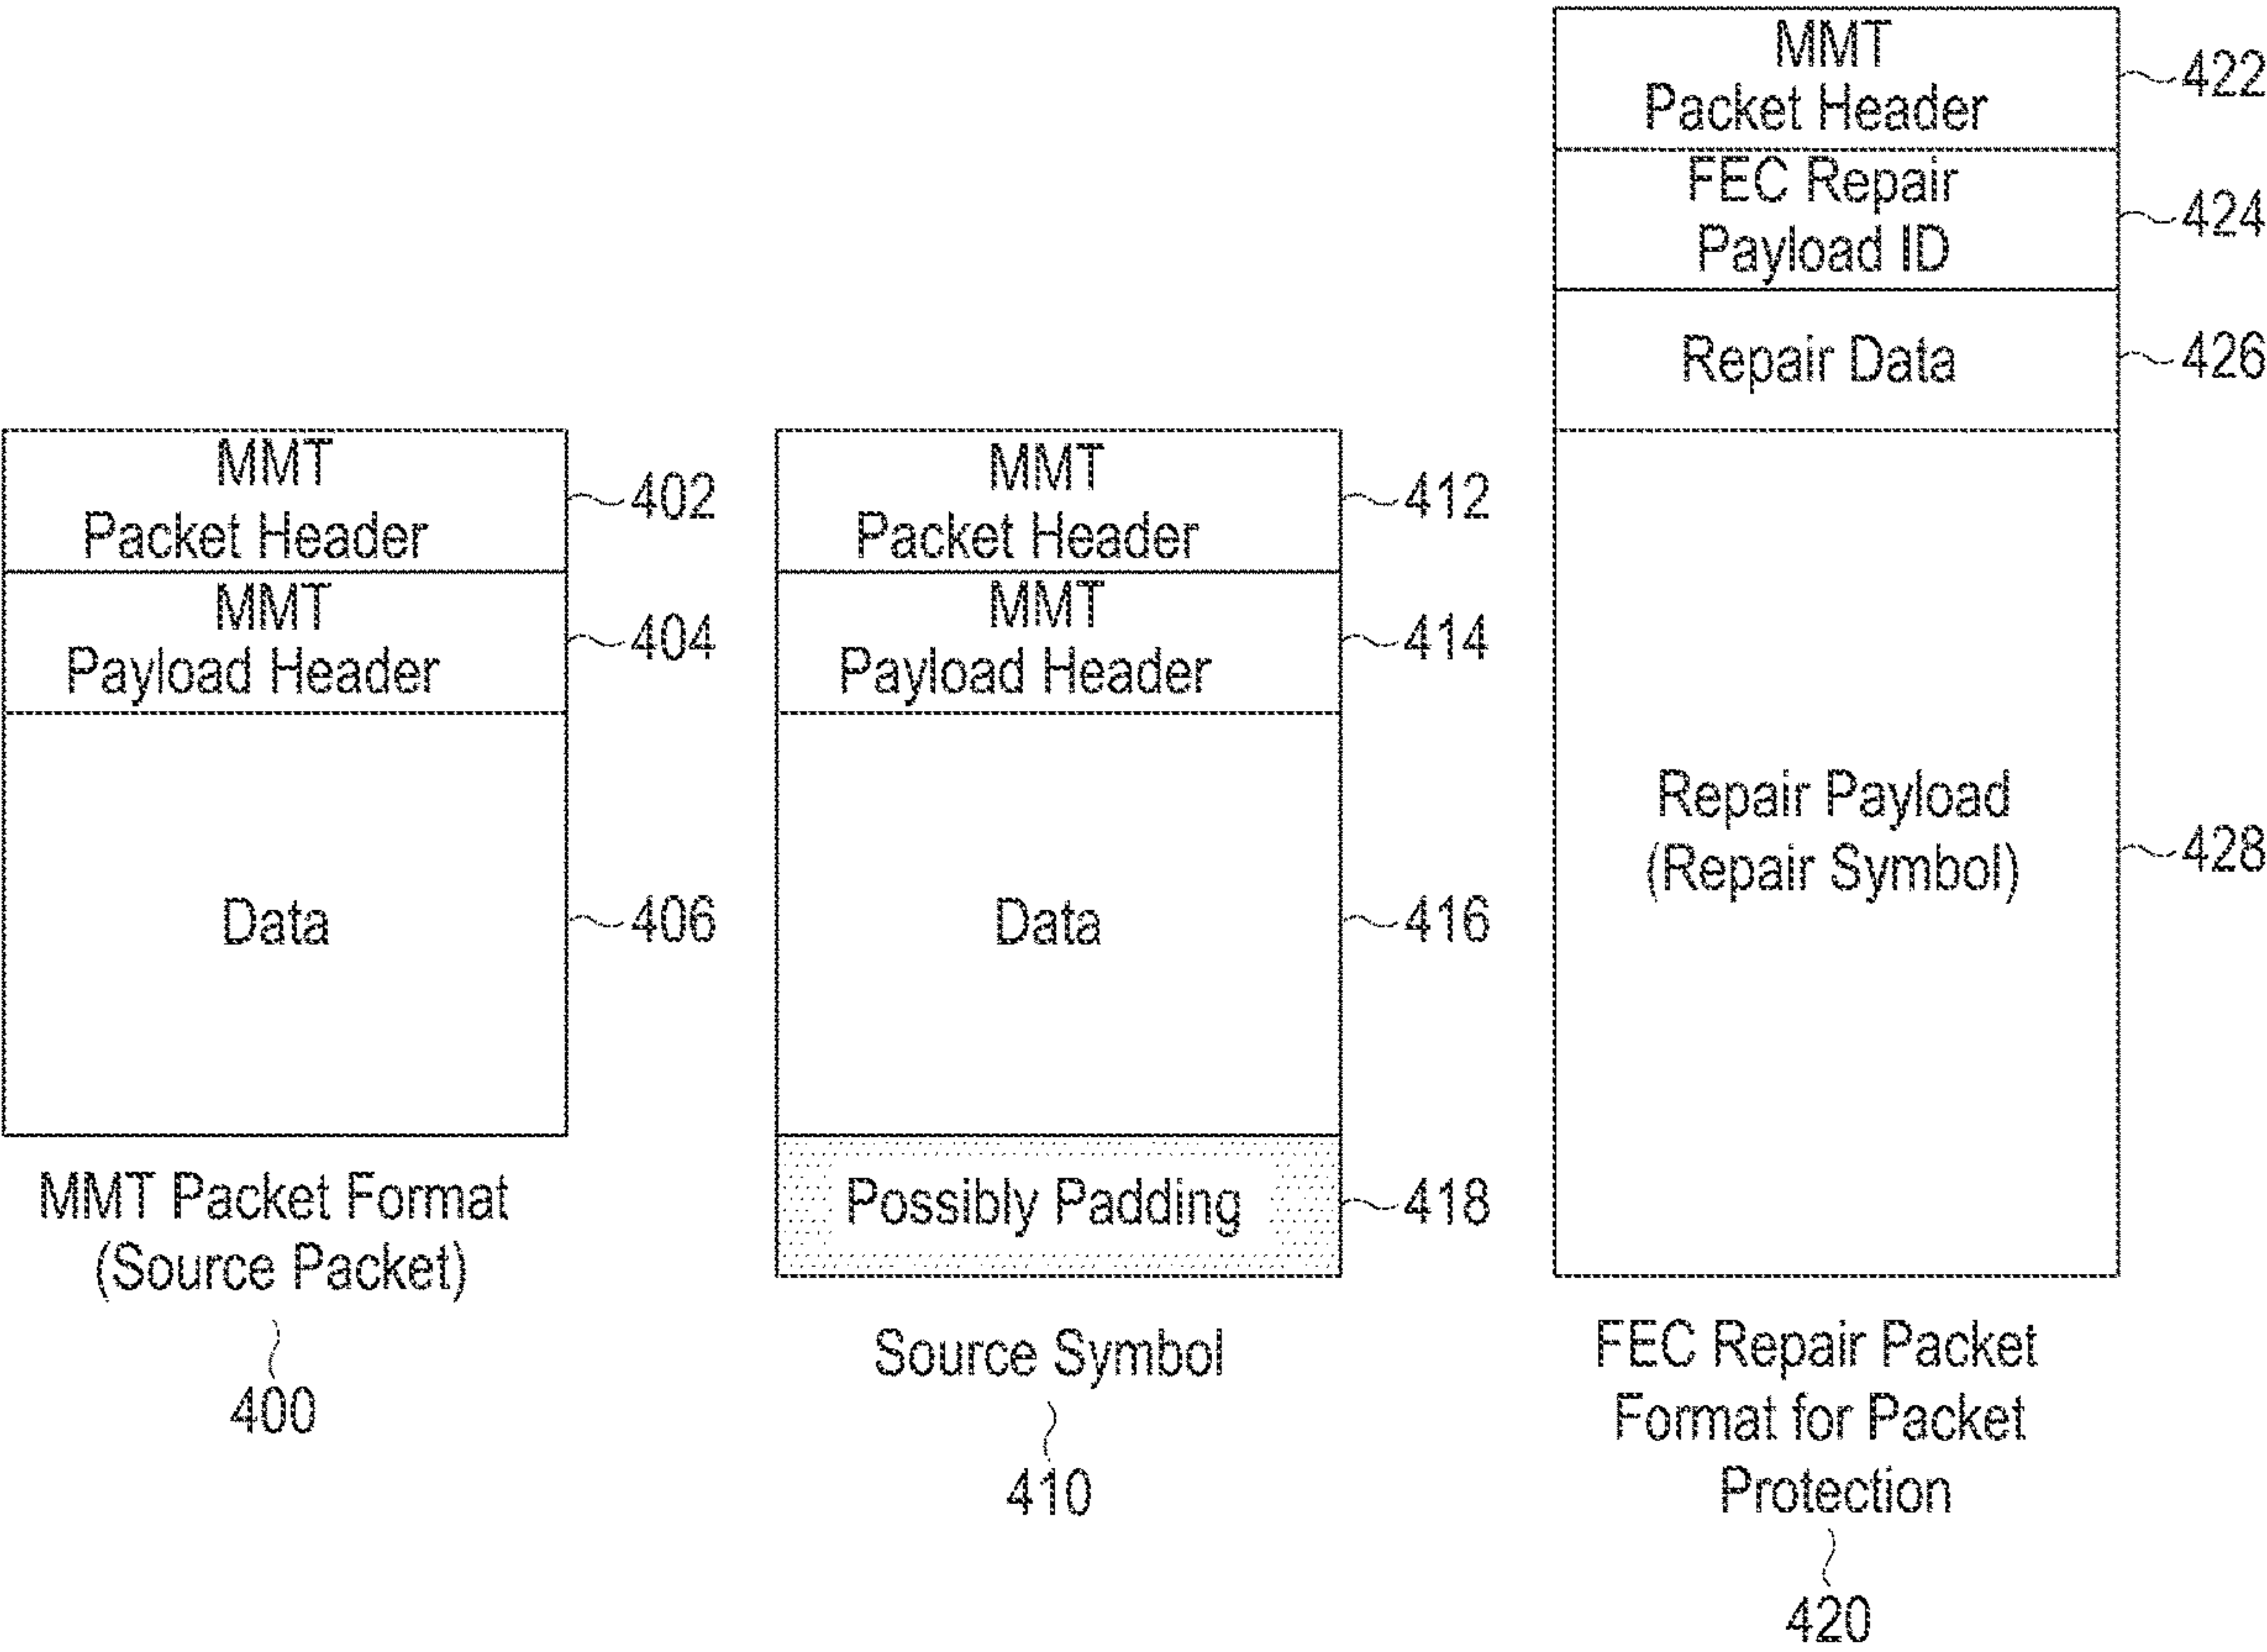 MMT
Packet Header
402
MMT
Payload Header
404
Data
406
MMT Packet Format
(Source Packet)
400
MMT
Packet Header
412
MMT
Payload Header
414
Data
416
Possibly Padding
418
Source Symbol
410
MMT
Packet Header
422
FEC Repair
Payload ID
424
Repair Data
426
Repair Payload
(Repair Symbol)
428
FEC Repair Packet
Format for Packet
Protection
420